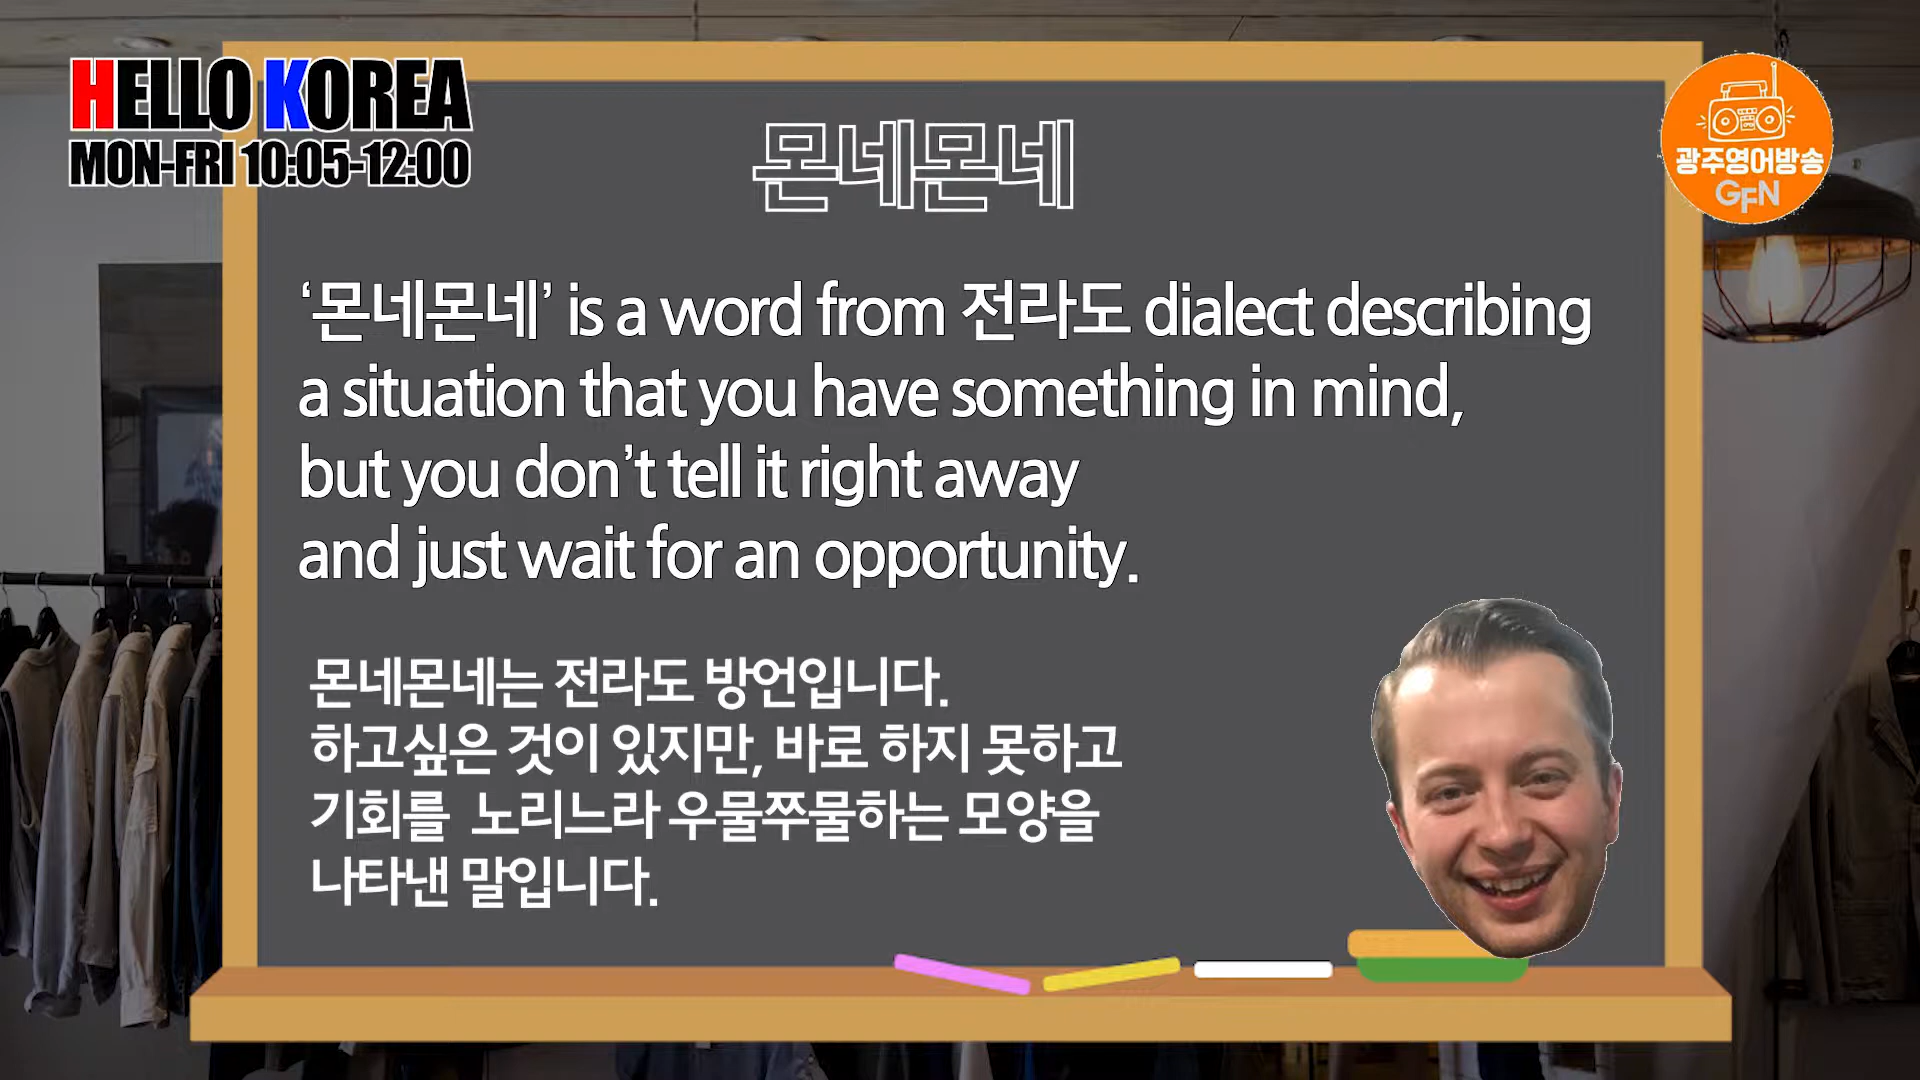 HELLO KOREA
MON-FRI 10:05-12:00
광주영어방송
GFN
몬네몬네
‘몬네몬네’ is a word from 전라도 dialect describing
a situation that you have something in mind,
but you don’t tell it right away
and just wait for an opportunity.
몬네몬네는 전라도 방언입니다.
하고싶은 것이 있지만, 바로 하지 못하고
기회를 노리느라 우물쭈물하는 모양을
나타낸 말입니다.